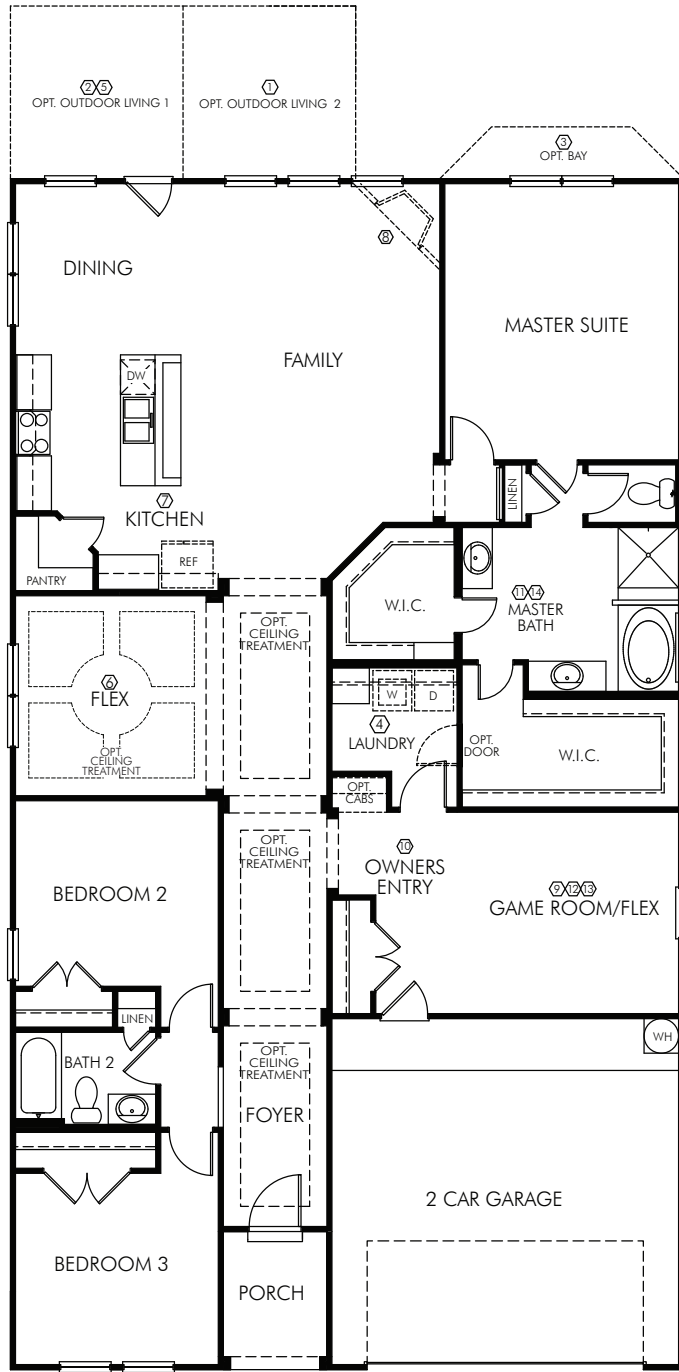 2 5
OPT. OUTDOOR LIVING 1
1
OPT. OUTDOOR LIVING 2
3
OPT. BAY
8
DINING
MASTER SUITE
FAMILY
DW
LINEN
7
KITCHEN
REF
PANTRY
W.I.C.
11 14
MASTER
BATH
OPT.
CEILING
TREATMENT
6
FLEX
OPT.
CEILING
TREATMENT
W
D
4
LAUNDRY
OPT.
DOOR
W.I.C.
OPT.
CABS
OPT.
CEILING
TREATMENT
10
OWNERS
ENTRY
9 12 13
GAME ROOM/FLEX
BEDROOM 2
LINEN
BATH 2
OPT.
CEILING
TREATMENT
FOYER
WH
2 CAR GARAGE
BEDROOM 3
PORCH